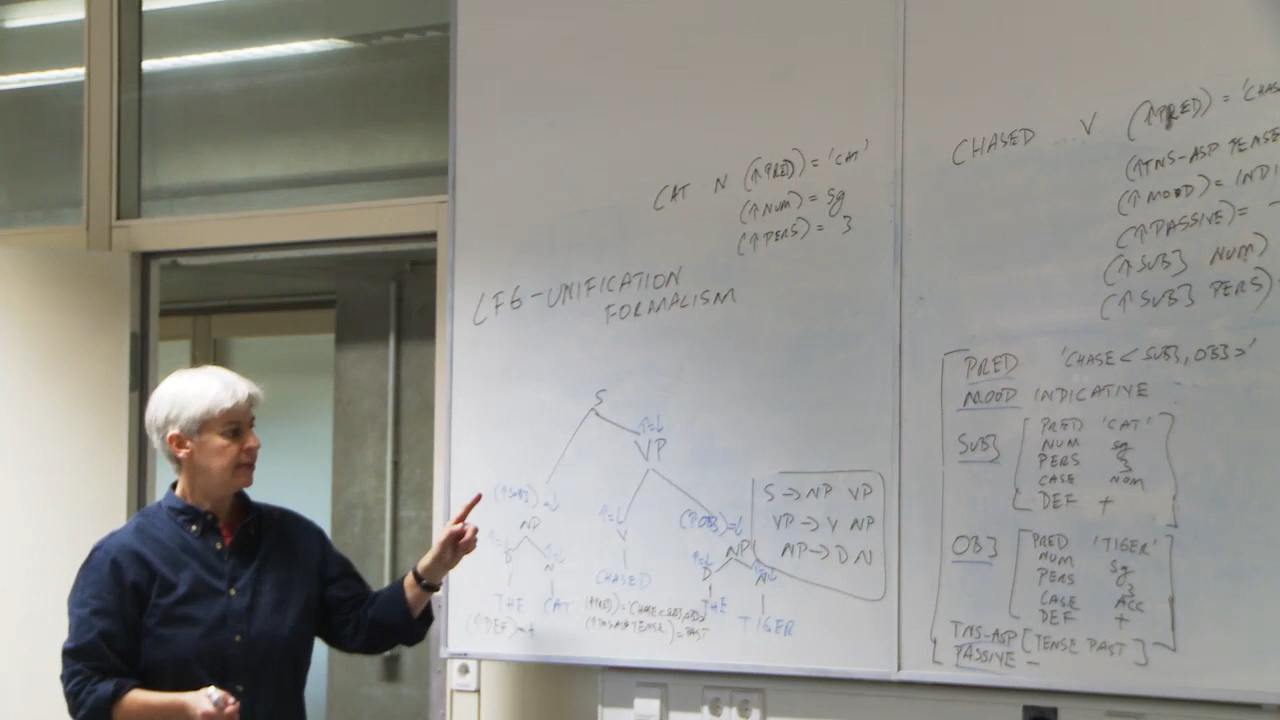 CAT N (↑PRED) = 'CAT'
(↑NUM) = sg
(↑PERS) = 3
LFG-UNIFICATION
FORMALISM
S
↑=↓
VP
(↑SUBJ)=↓
NP
↑=↓
V
(↑OBJ)=↓
NP
↑=↓ ↑=↓
D N
↑=↓ ↑=↓
D N
CHASED
THE CAT
THE TIGER
(↑DEF)=+
(↑PRED)='CHASE<SUBJ,OBJ>'
(↑TNS-ASP TENSE)=PAST
S → NP VP
VP → V NP
NP → D N
CHASED V (↑PRED) = 'CHAS
(↑TNS-ASP TENSE
(↑MOOD) = INDI
(↑PASSIVE) = -
(↑SUBJ NUM)
(↑SUBJ PERS)
PRED 'CHASE<SUBJ, OBJ>'
MOOD INDICATIVE
SUBJ
PRED 'CAT'
NUM sg
PERS 3
CASE NOM
DEF +
OBJ
PRED 'TIGER'
NUM sg
PERS 3
CASE ACC
DEF +
TNS-ASP [TENSE PAST]
PASSIVE -